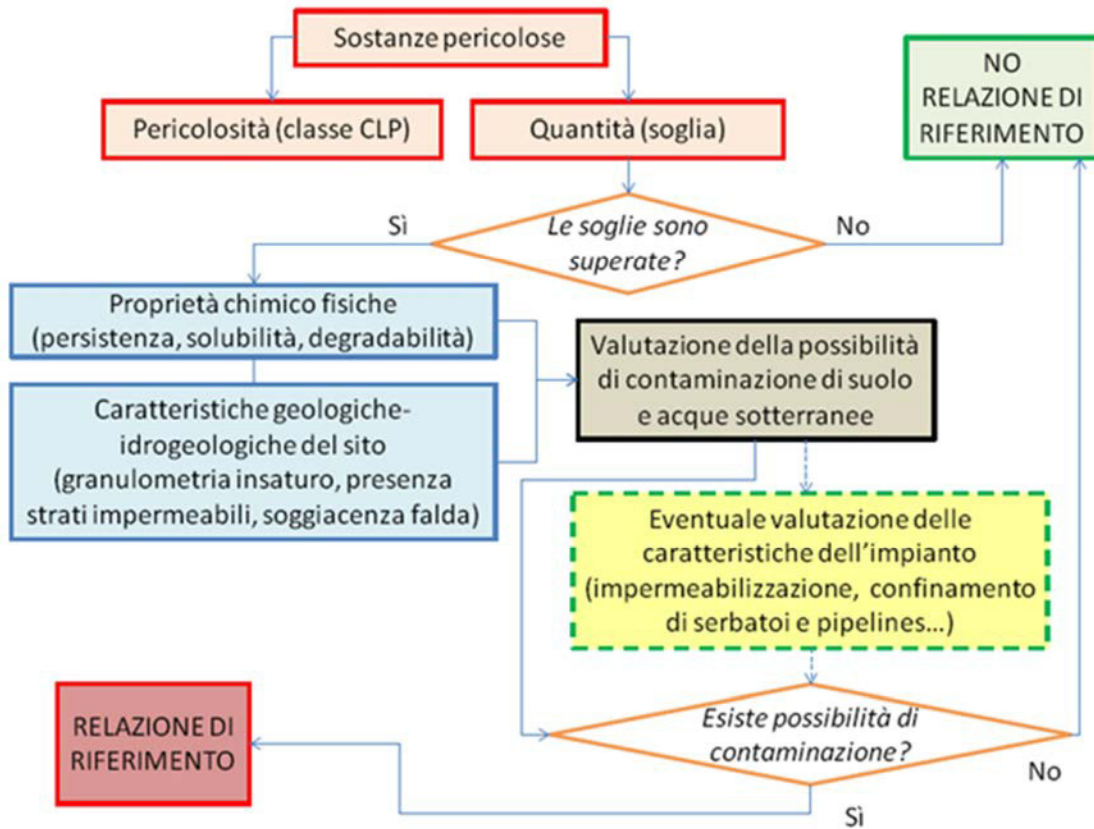 Sostanze pericolose
NO
RELAZIONE DI
RIFERIMENTO
Pericolosità (classe CLP)
Quantità (soglia)
Sì
Le soglie sono
superate?
No
Proprietà chimico fisiche
(persistenza, solubilità, degradabilità)
Valutazione della possibilità
di contaminazione di suolo
e acque sotterranee
Caratteristiche geologiche-
idrogeologiche del sito
(granulometria insaturo, presenza
strati impermeabili, soggiacenza falda)
Eventuale valutazione delle
caratteristiche dell'impianto
(impermeabilizzazione, confinamento
di serbatoi e pipelines...)
RELAZIONE DI
RIFERIMENTO
Esiste possibilità di
contaminazione?
No
Sì